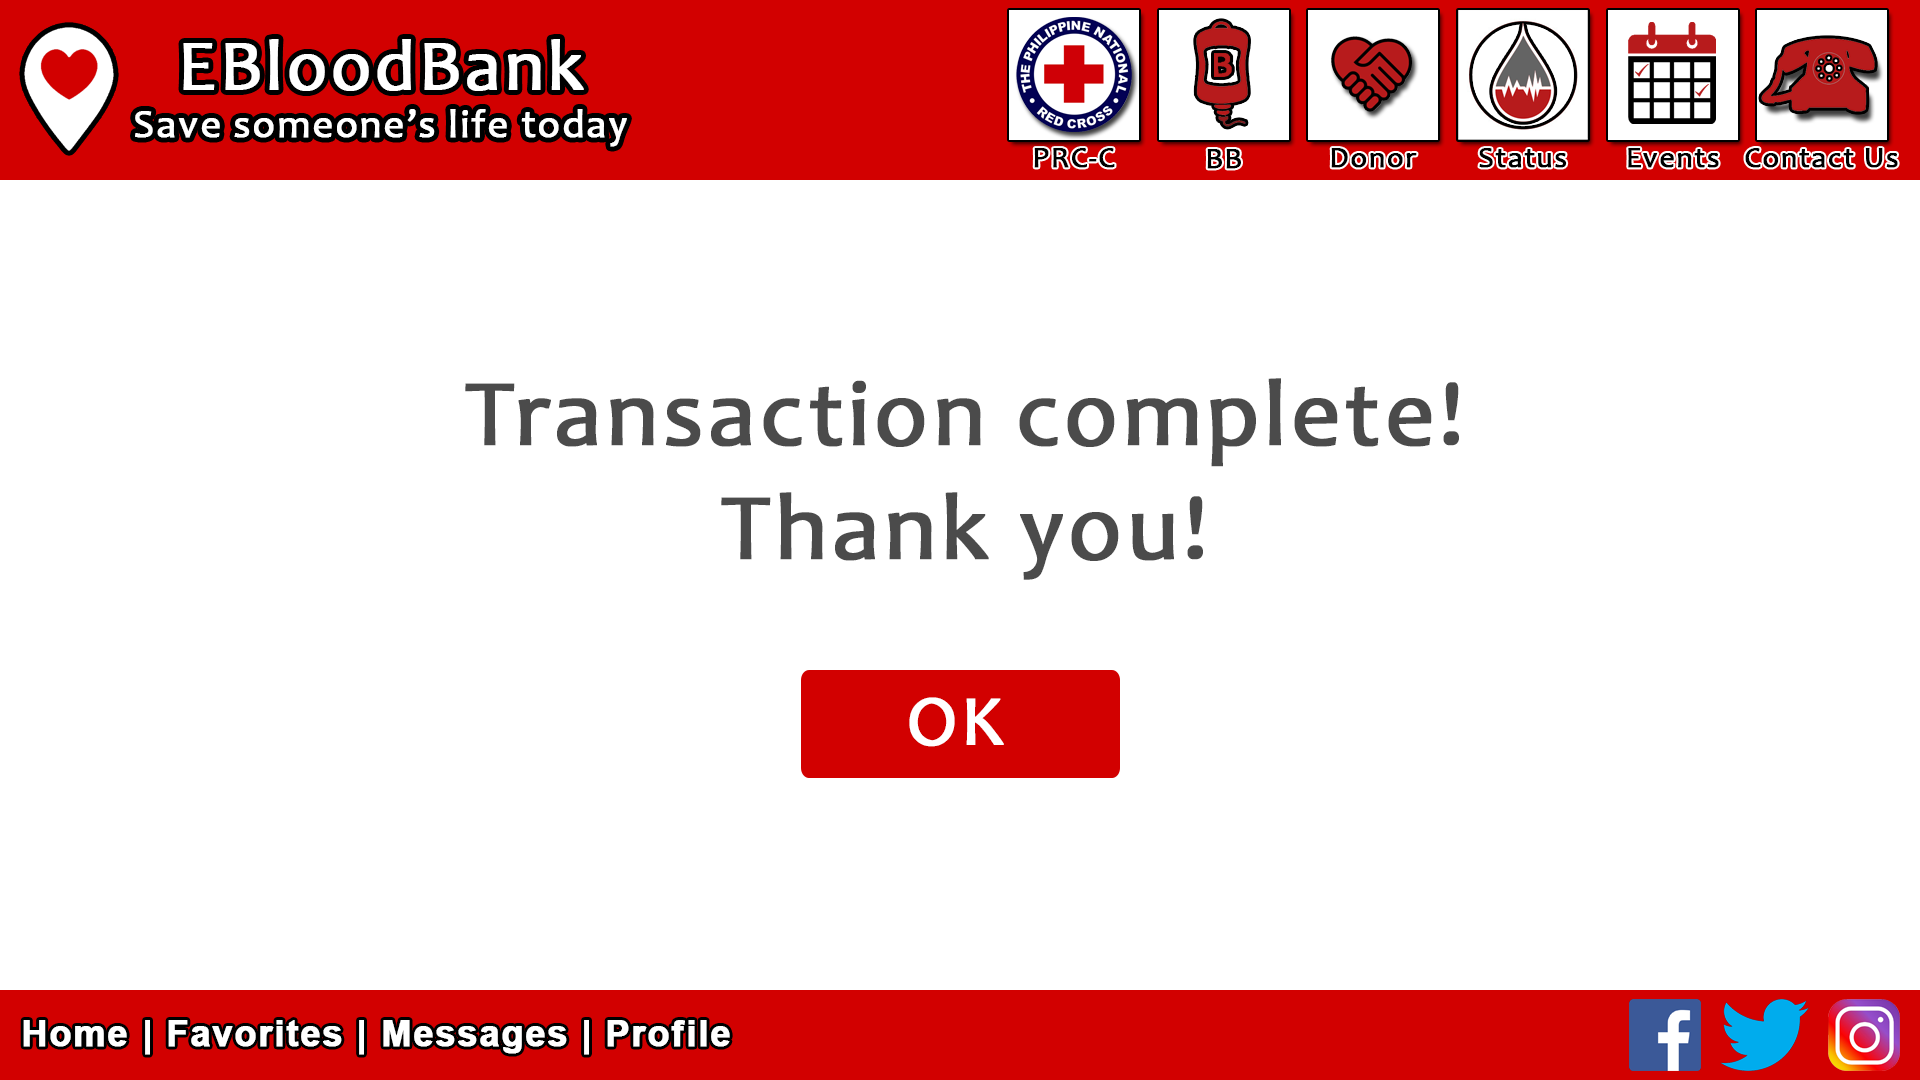 EBloodBank
Save someone's life today
THE PHILIPPINE NATIONAL
RED CROSS
B
PRC-C
BB
Donor
Status
Events
Contact Us
Transaction complete!
Thank you!
OK
Home | Favorites | Messages | Profile